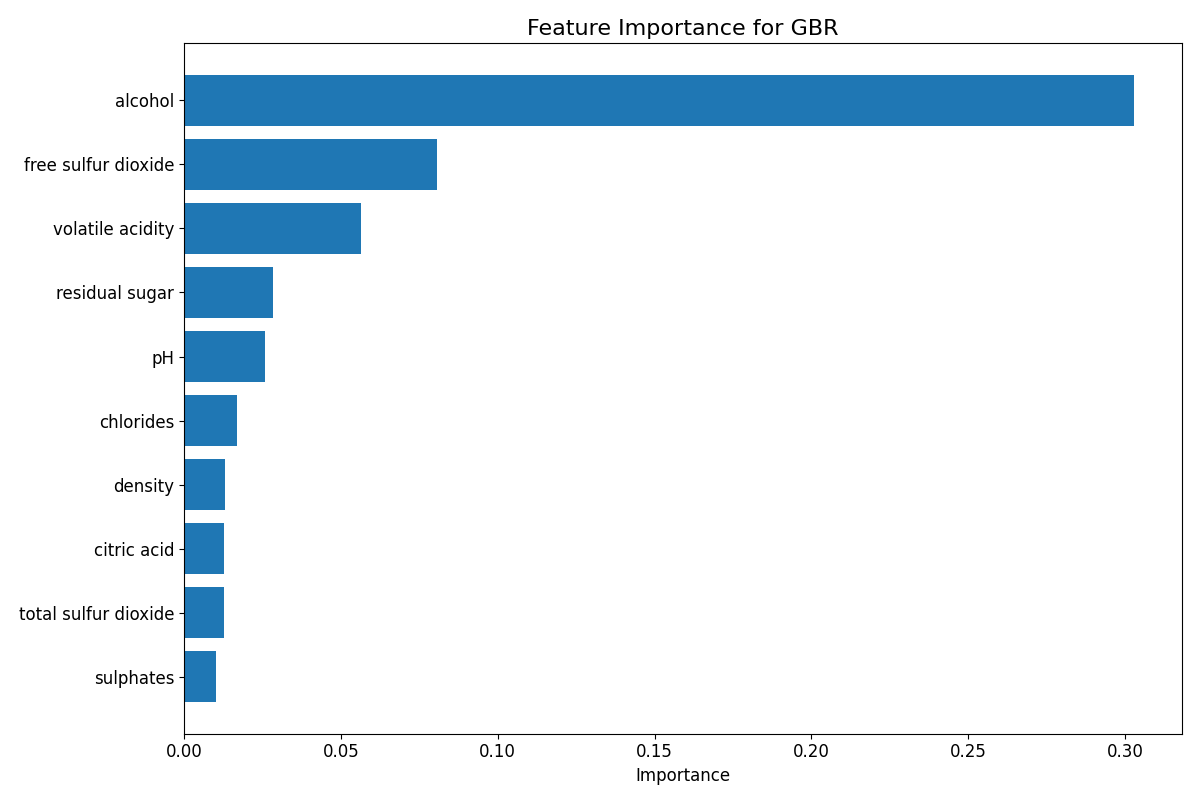 Feature Importance for GBR
alcohol
free sulfur dioxide
volatile acidity
residual sugar
pH
chlorides
density
citric acid
total sulfur dioxide
sulphates
0.00 0.05 0.10 0.15 0.20 0.25 0.30
Importance